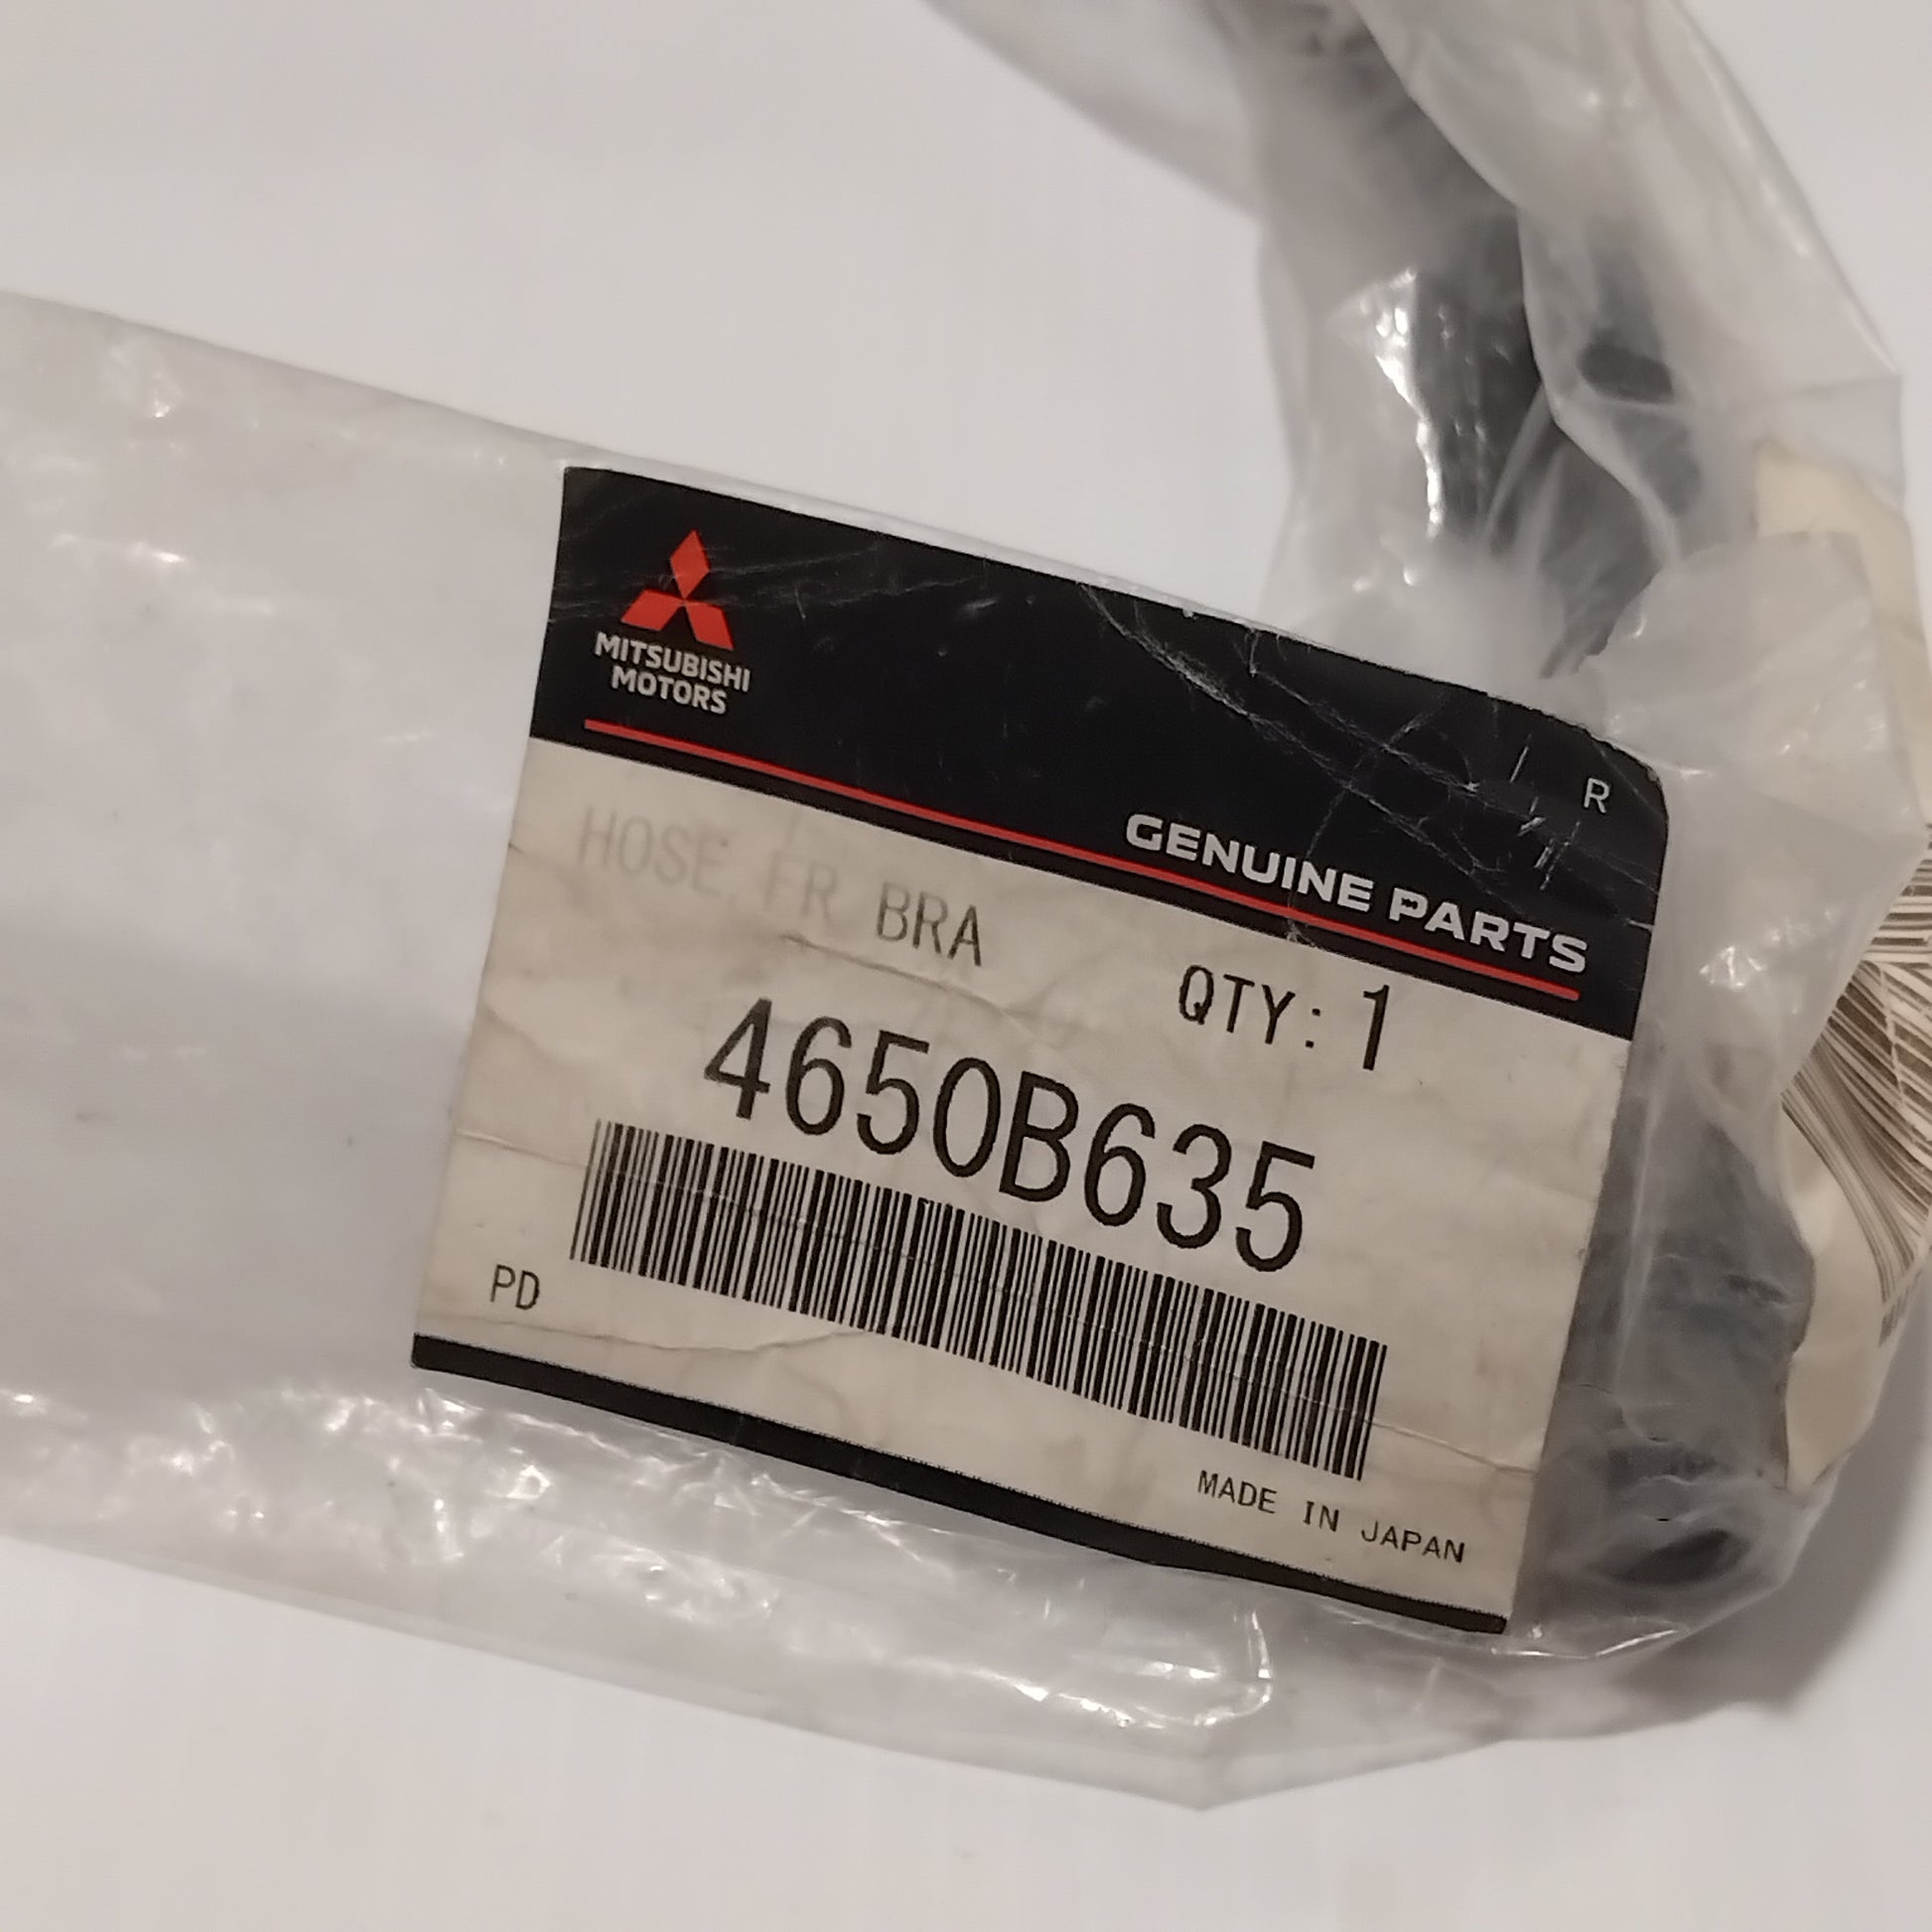 MITSUBISHI
MOTORS
R
GENUINE PARTS
HOSE, FR BRA
QTY: 1
4650B635
PD
MADE IN JAPAN